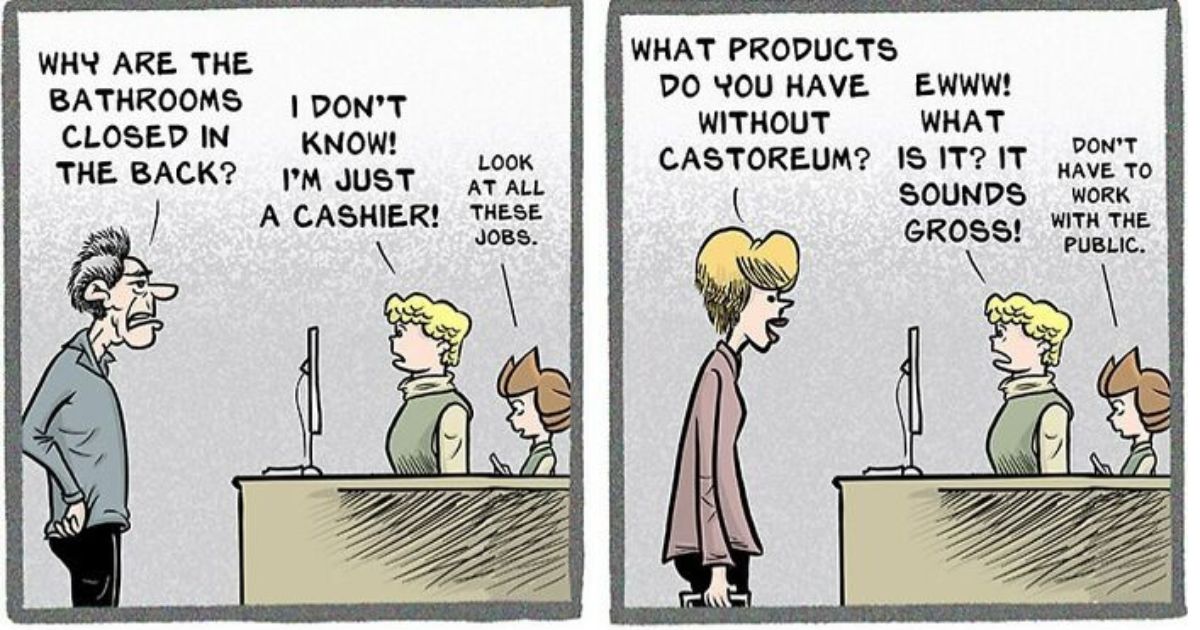 WHY ARE THE
BATHROOMS
CLOSED IN
THE BACK?
I DON'T
KNOW!
I'M JUST
A CASHIER!
LOOK
AT ALL
THESE
JOBS.
WHAT PRODUCTS
DO YOU HAVE
WITHOUT
CASTOREUM?
EWWW!
WHAT
IS IT? IT
SOUNDS
GROSS!
DON'T
HAVE TO
WORK
WITH THE
PUBLIC.